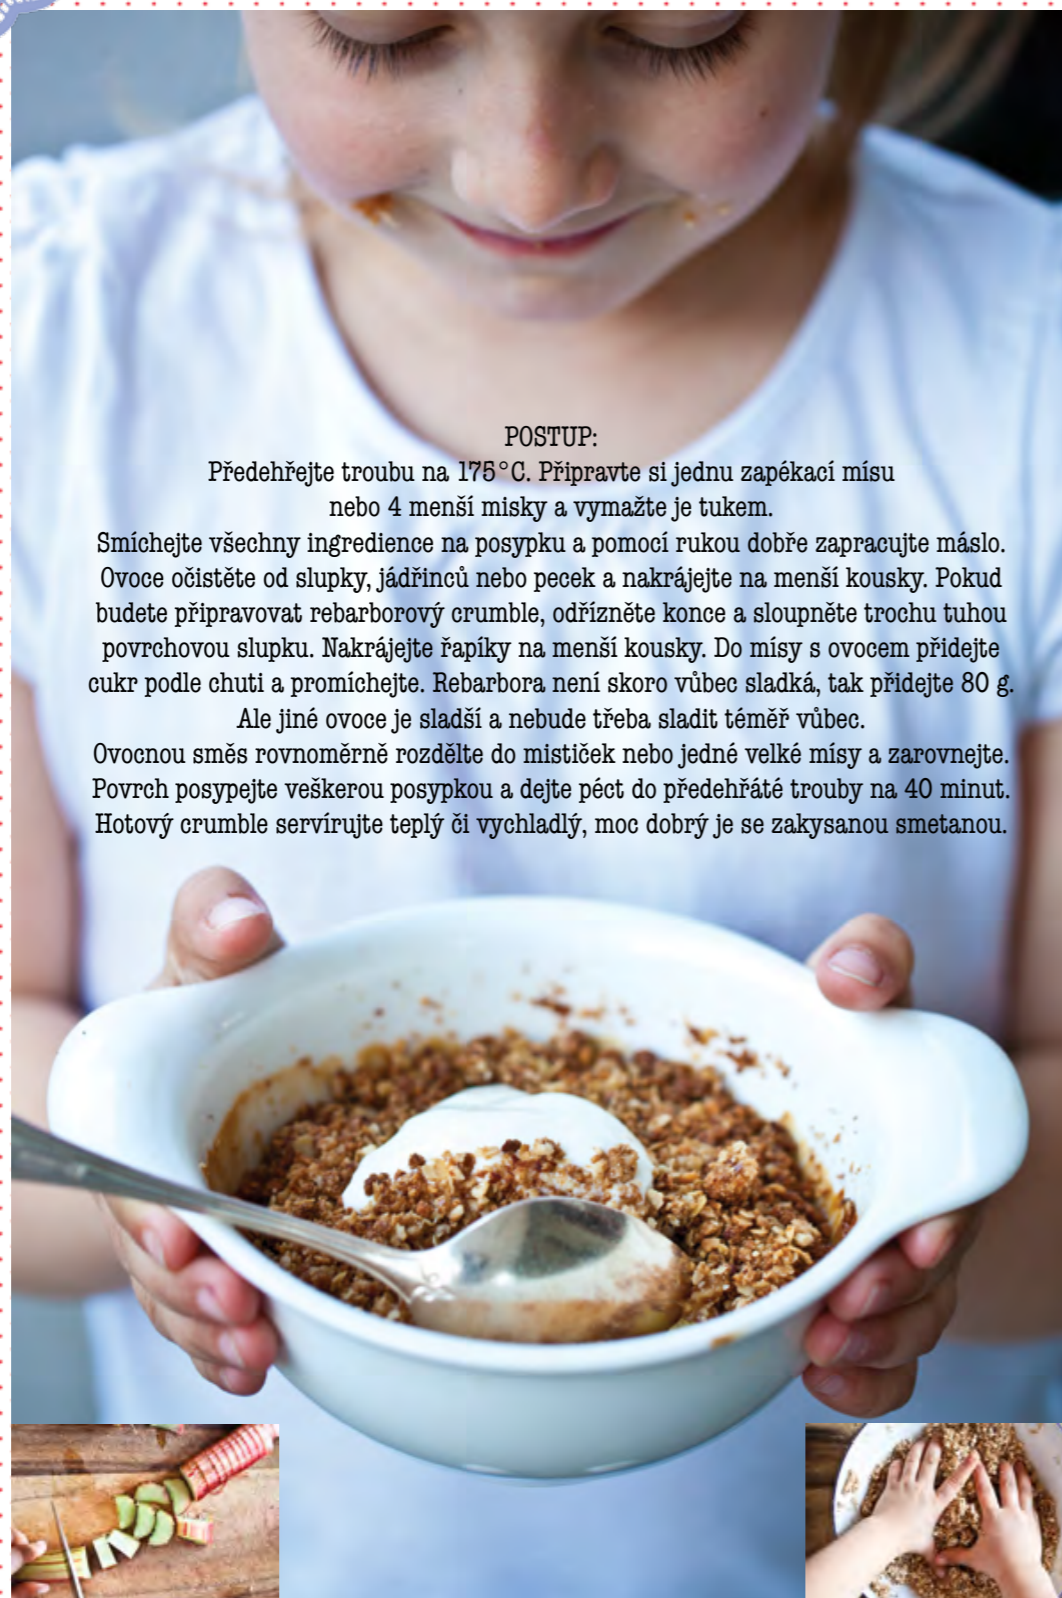 POSTUP:
Předehřejte troubu na 175°C. Připravte si jednu zapékací mísu
nebo 4 menší misky a vymažte je tukem.
Smíchejte všechny ingredience na posypku a pomocí rukou dobře zapracujte máslo.
Ovoce očistěte od slupky, jádřinců nebo pecek a nakrájejte na menší kousky. Pokud
budete připravovat rebarborový crumble, odřízněte konce a sloupněte trochu tuhou
povrchovou slupku. Nakrájejte řapíky na menší kousky. Do mísy s ovocem přidejte
cukr podle chuti a promíchejte. Rebarbora není skoro vůbec sladká, tak přidejte 80 g.
Ale jiné ovoce je sladší a nebude třeba sladit téměř vůbec.
Ovocnou směs rovnoměrně rozdělte do mističek nebo jedné velké mísy a zarovnejte.
Povrch posypejte veškerou posypkou a dejte péct do předehřáté trouby na 40 minut.
Hotový crumble servírujte teplý či vychladlý, moc dobrý je se zakysanou smetanou.